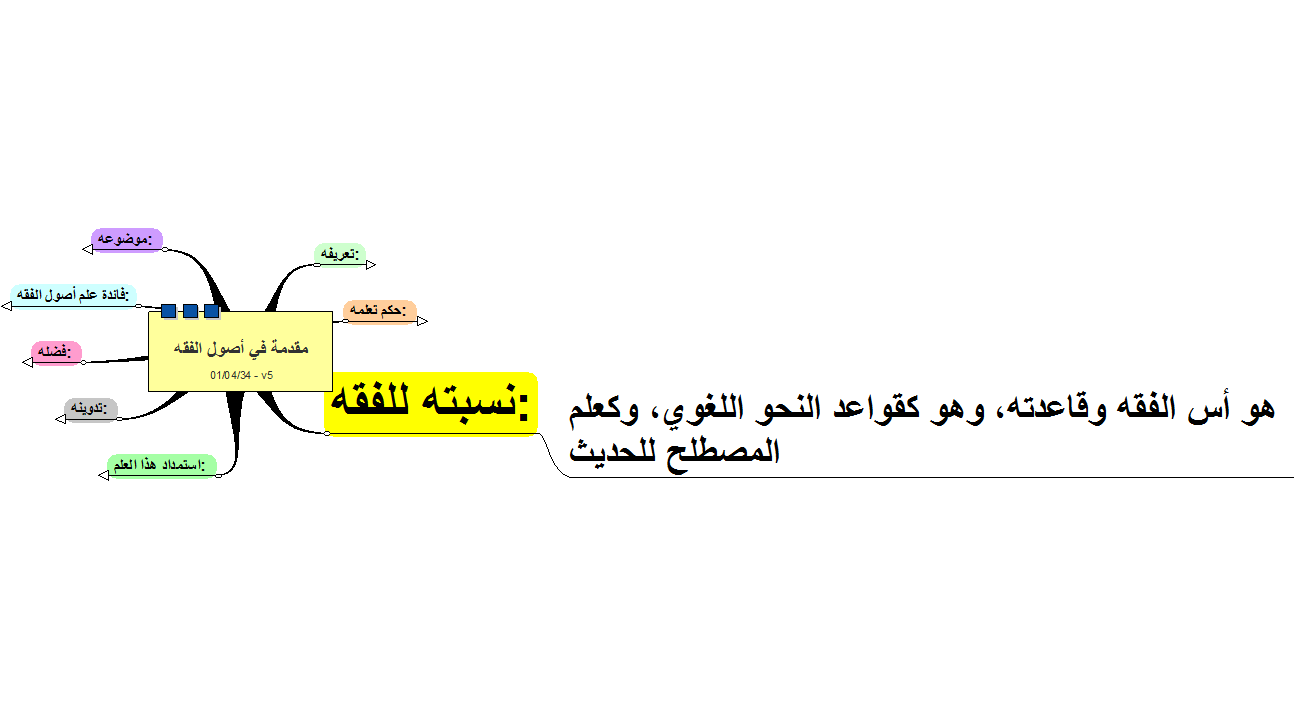 مقدمة في أصول الفقه
01/04/34 - v5
تعريفه:
حكم تعلمه:
نسبته للفقه:
هو أس الفقه وقاعدته، وهو كقواعد النحو اللغوي، وكعلم
المصطلح للحديث
موضوعه:
فائدة علم أصول الفقه:
فضله:
تدوينه:
استمداد هذا العلم: